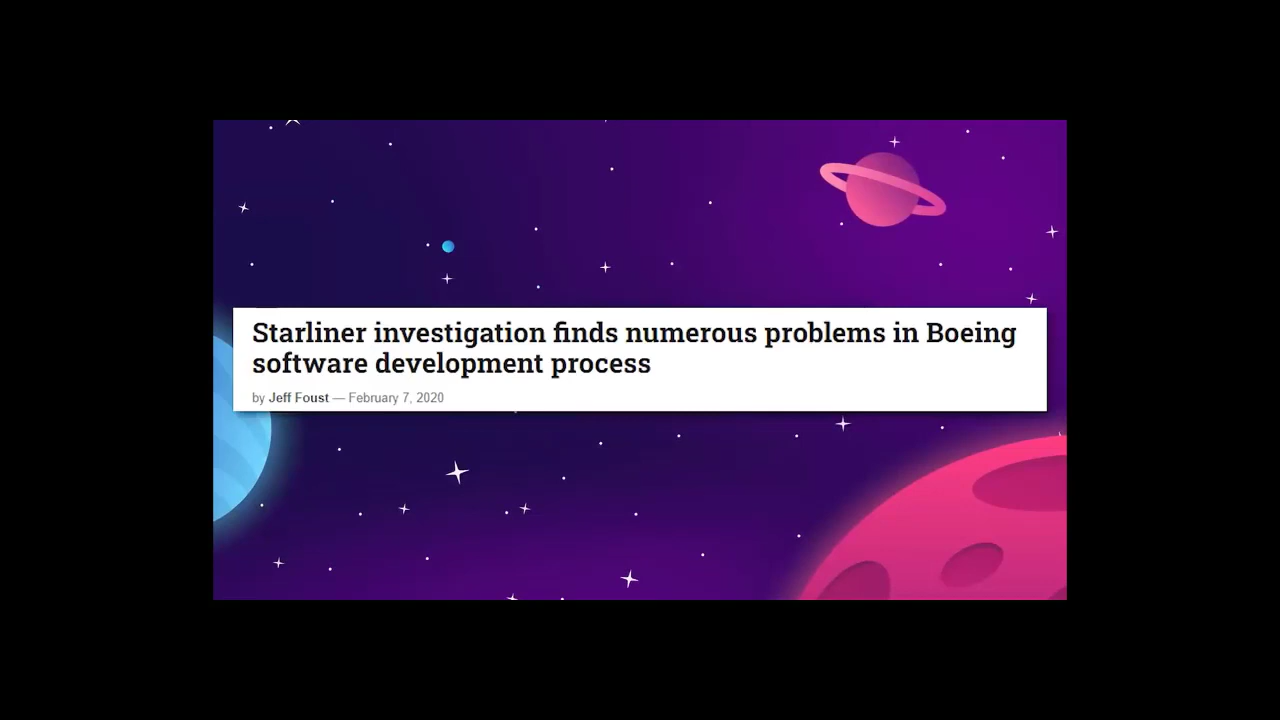 Starliner investigation finds numerous problems in Boeing
software development process
by Jeff Foust — February 7, 2020